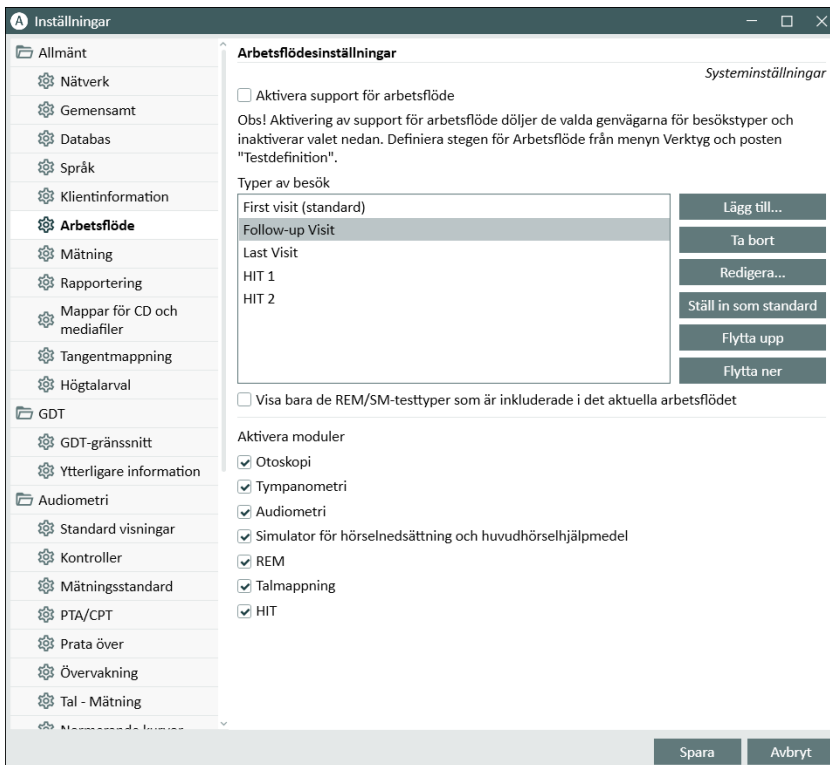 A Inställningar
Allmänt
Nätverk
Gemensamt
Databas
Språk
Klientinformation
Arbetsflöde
Mätning
Rapportering
Mappar för CD och
mediafiler
Tangentmappning
Högtalarval
GDT
GDT-gränssnitt
Ytterligare information
Audiometri
Standard visningar
Kontroller
Mätningsstandard
PTA/CPT
Prata över
Övervakning
Tal - Mätning
Arbetsflödesinställningar
Systeminställningar
Aktivera support för arbetsflöde
Obs! Aktivering av support för arbetsflöde döljer de valda genvägarna för besökstyper och
inaktiverar valet nedan. Definiera stegen för Arbetsflöde från menyn Verktyg och posten
"Testdefinition".
Typer av besök
First visit (standard)
Follow-up Visit
Last Visit
HIT 1
HIT 2
Lägg till...
Ta bort
Redigera...
Ställ in som standard
Flytta upp
Flytta ner
Visa bara de REM/SM-testtyper som är inkluderade i det aktuella arbetsflödet
Aktivera moduler
Otoskopi
Tympanometri
Audiometri
Simulator för hörselnedsättning och huvudhörselhjälpmedel
REM
Talmappning
HIT
Spara
Avbryt